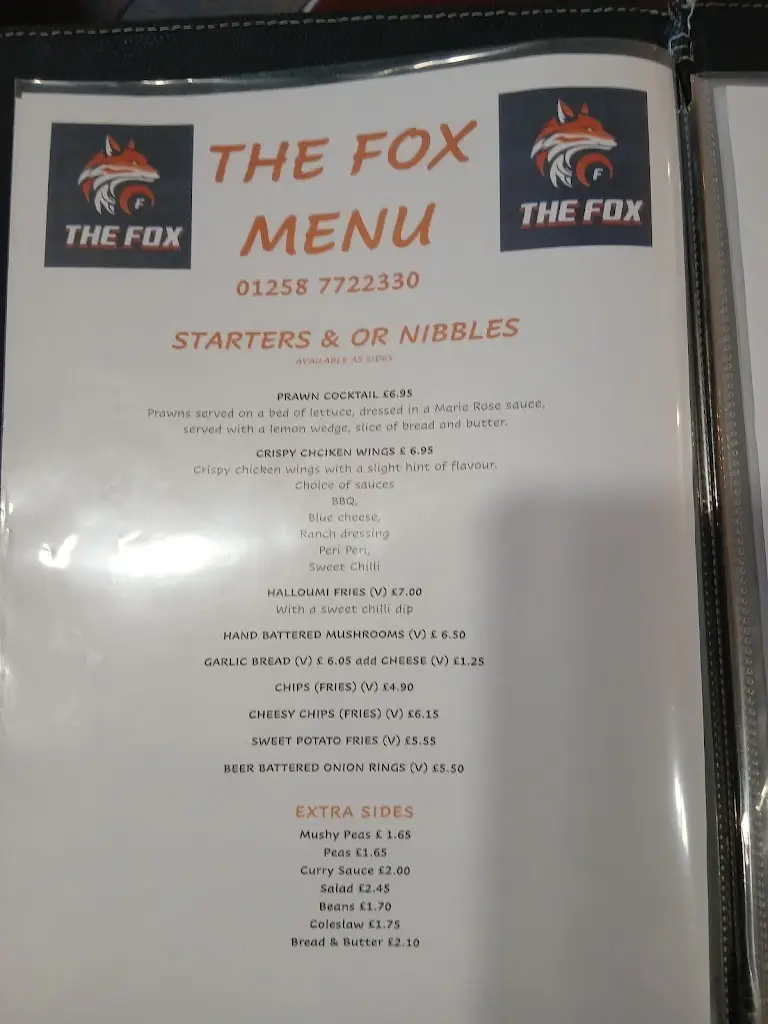 F
THE FOX
THE FOX
MENU
F
THE FOX
01258 7722330
STARTERS & OR NIBBLES
AVAILABLE AS SIDES
PRAWN COCKTAIL £6.95
Prawns served on a bed of lettuce, dressed in a Marie Rose sauce,
served with a lemon wedge, slice of bread and butter.
CRISPY CHCIKEN WINGS £ 6.95
Crispy chicken wings with a slight hint of flavour.
Choice of sauces
BBQ,
Blue cheese,
Ranch dressing
Peri Peri,
Sweet Chilli
HALLOUMI FRIES (V) £7.00
With a sweet chilli dip
HAND BATTERED MUSHROOMS (V) £ 6.50
GARLIC BREAD (V) £ 6.05 add CHEESE (V) £1.25
CHIPS (FRIES) (V) £4.90
CHEESY CHIPS (FRIES) (V) £6.15
SWEET POTATO FRIES (V) £5.55
BEER BATTERED ONION RINGS (V) £5.50
EXTRA SIDES
Mushy Peas £ 1.65
Peas £1.65
Curry Sauce £2.00
Salad £2.45
Beans £1.70
Coleslaw £1.75
Bread & Butter £2.10